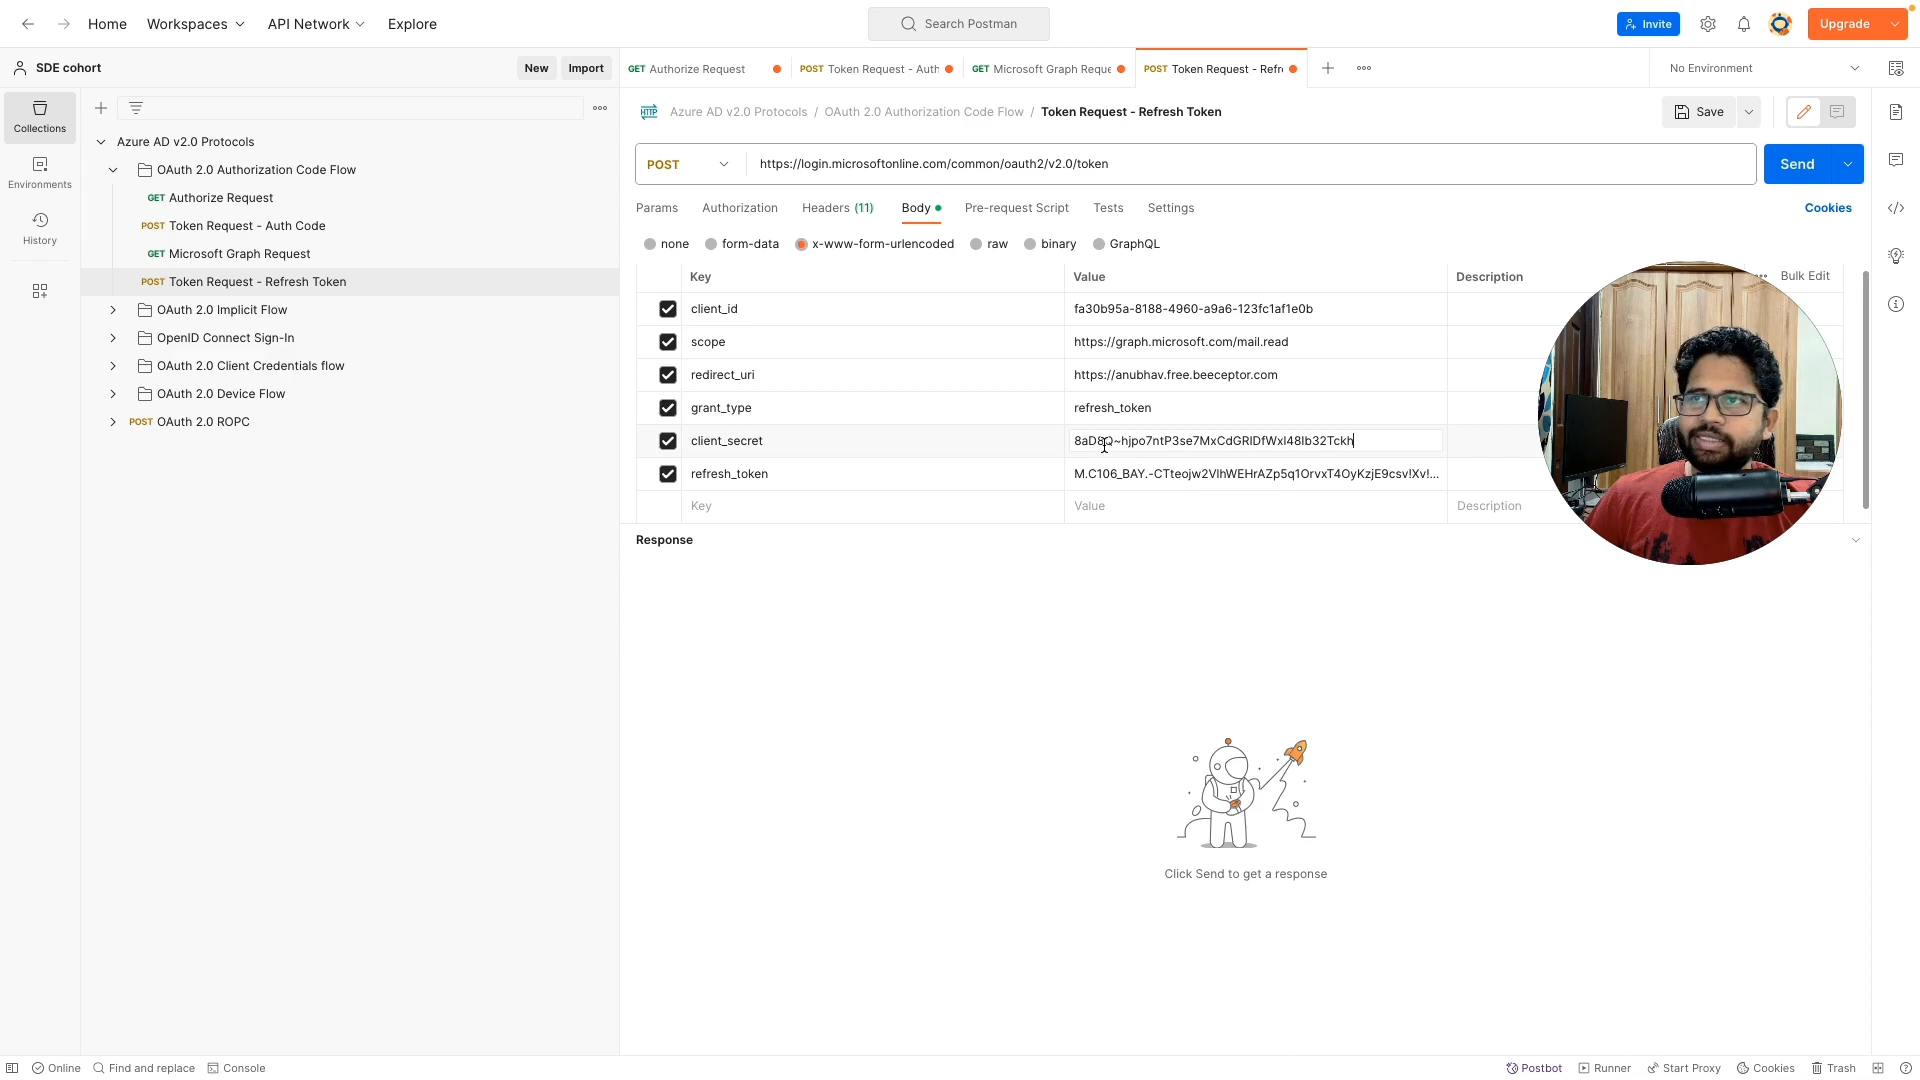 Home Workspaces API Network Explore Search Postman Invite Upgrade
SDE cohort New Import
GET Authorize Request POST Token Request - Auth GET Microsoft Graph Reque POST Token Request - Refr No Environment
Collections
Environments
History
Azure AD v2.0 Protocols
OAuth 2.0 Authorization Code Flow
GET Authorize Request
POST Token Request - Auth Code
GET Microsoft Graph Request
POST Token Request - Refresh Token
OAuth 2.0 Implicit Flow
OpenID Connect Sign-In
OAuth 2.0 Client Credentials flow
OAuth 2.0 Device Flow
POST OAuth 2.0 ROPC
HTTP Azure AD v2.0 Protocols / OAuth 2.0 Authorization Code Flow / Token Request - Refresh Token Save
POST https://login.microsoftonline.com/common/oauth2/v2.0/token Send
Params Authorization Headers (11) Body Pre-request Script Tests Settings Cookies
none form-data x-www-form-urlencoded raw binary GraphQL
Key Value Description Bulk Edit
client_id fa30b95a-8188-4960-a9a6-123fc1af1e0b
scope https://graph.microsoft.com/mail.read
redirect_uri https://anubhav.free.beeceptor.com
grant_type refresh_token
client_secret
refresh_token
Key Value Description
Response
Click Send to get a response
Online Find and replace Console Postbot Runner Start Proxy Cookies Trash